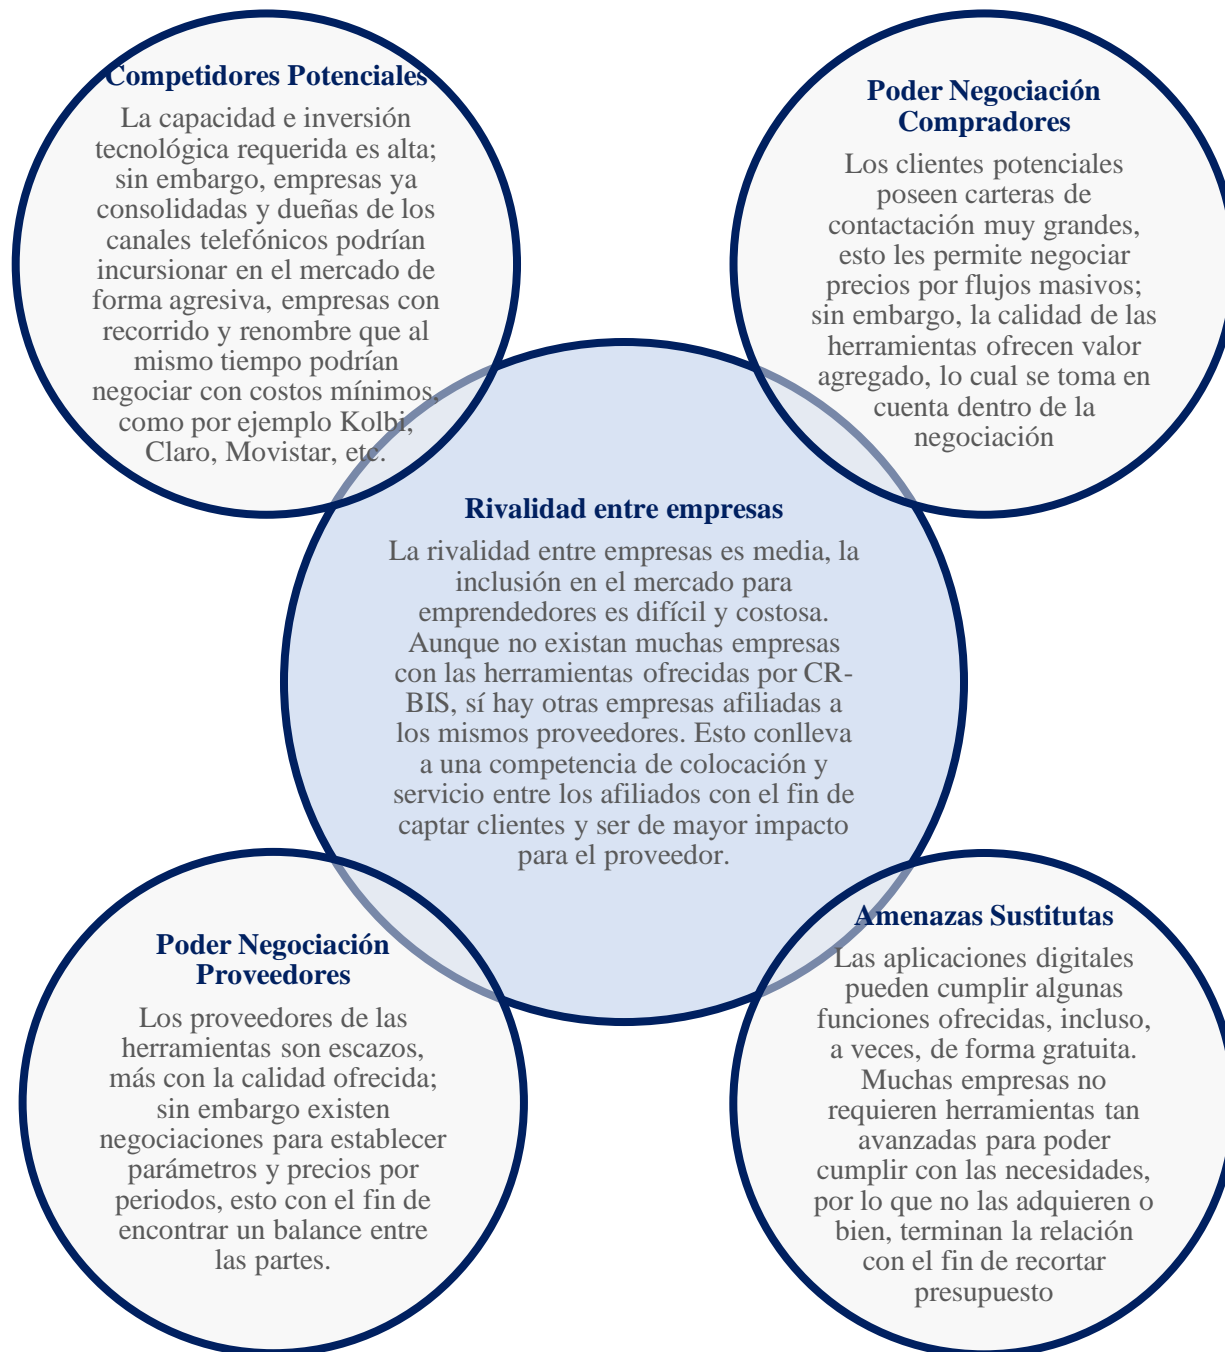 Competidores Potenciales
La capacidad e inversión
tecnológica requerida es alta;
sin embargo, empresas ya
consolidadas y dueñas de los
canales telefónicos podrían
incursionar en el mercado de
forma agresiva, empresas con
recorrido y renombre que al
mismo tiempo podrían
negociar con costos mínimos,
como por ejemplo Kolbi,
Claro, Movistar, etc.
Poder Negociación
Compradores
Los clientes potenciales
poseen carteras de
contactación muy grandes,
esto les permite negociar
precios por flujos masivos;
sin embargo, la calidad de las
herramientas ofrecen valor
agregado, lo cual se toma en
cuenta dentro de la
negociación
Rivalidad entre empresas
La rivalidad entre empresas es media, la
inclusión en el mercado para
emprendedores es difícil y costosa.
Aunque no existan muchas empresas
con las herramientas ofrecidas por CR-
BIS, sí hay otras empresas afiliadas a
los mismos proveedores. Esto conlleva
a una competencia de colocación y
servicio entre los afiliados con el fin de
captar clientes y ser de mayor impacto
para el proveedor.
Poder Negociación
Proveedores
Los proveedores de las
herramientas son escazos,
más con la calidad ofrecida;
sin embargo existen
negociaciones para establecer
parámetros y precios por
periodos, esto con el fin de
encontrar un balance entre
las partes.
Amenazas Sustitutas
Las aplicaciones digitales
pueden cumplir algunas
funciones ofrecidas, incluso,
a veces, de forma gratuita.
Muchas empresas no
requieren herramientas tan
avanzadas para poder
cumplir con las necesidades,
por lo que no las adquieren o
bien, terminan la relación
con el fin de recortar
presupuesto